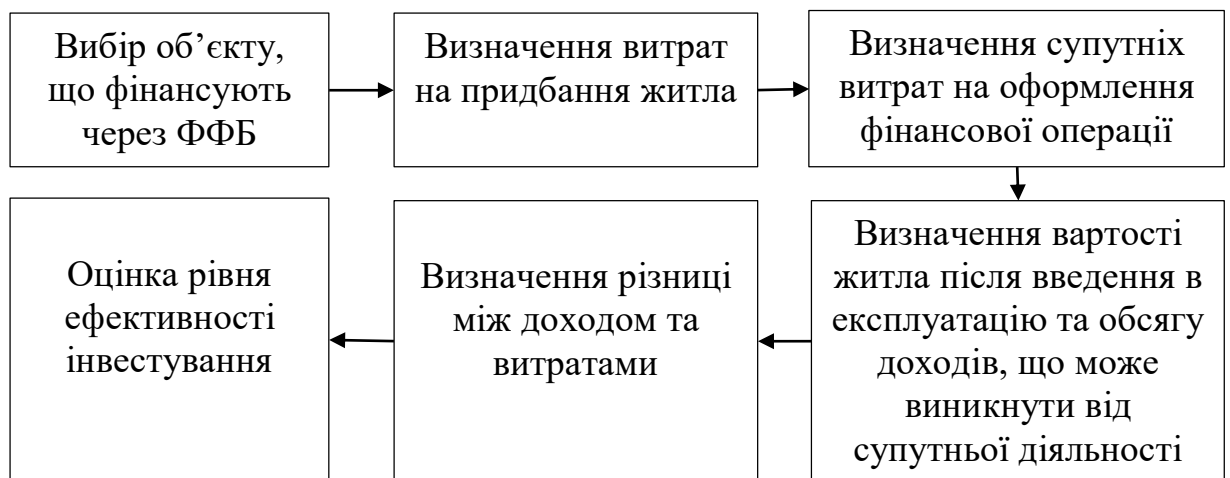 Вибір об’єкту,
що фінансують
через ФФБ
Визначення витрат
на придбання житла
Визначення супутніх
витрат на оформлення
фінансової операції
Визначення вартості
житла після введення в
експлуатацію та обсягу
доходів, що може
виникнути від
супутньої діяльності
Визначення різниці
між доходом та
витратами
Оцінка рівня
ефективності
інвестування